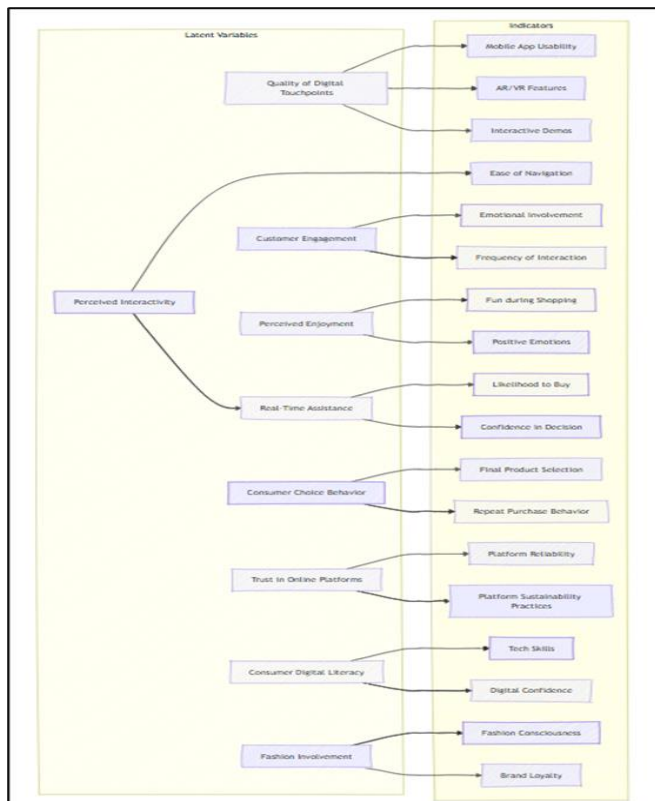 Latent Variables
Quality of Digital
Touchpoints
Customer Engagement
Perceived Interactivity
Perceived Enjoyment
Real-Time Assistance
Consumer Choice Behavior
Trust in Online Platforms
Consumer Digital Literacy
Fashion Involvement
Indicators
Mobile App Usability
AR/VR Features
Interactive Demos
Ease of Navigation
Emotional Involvement
Frequency of Interaction
Fun during Shopping
Positive Emotions
Likelihood to Buy
Confidence in Decision
Final Product Selection
Repeat Purchase Behavior
Platform Reliability
Platform Sustainability
Practices
Tech Skills
Digital Confidence
Fashion Consciousness
Brand Loyalty